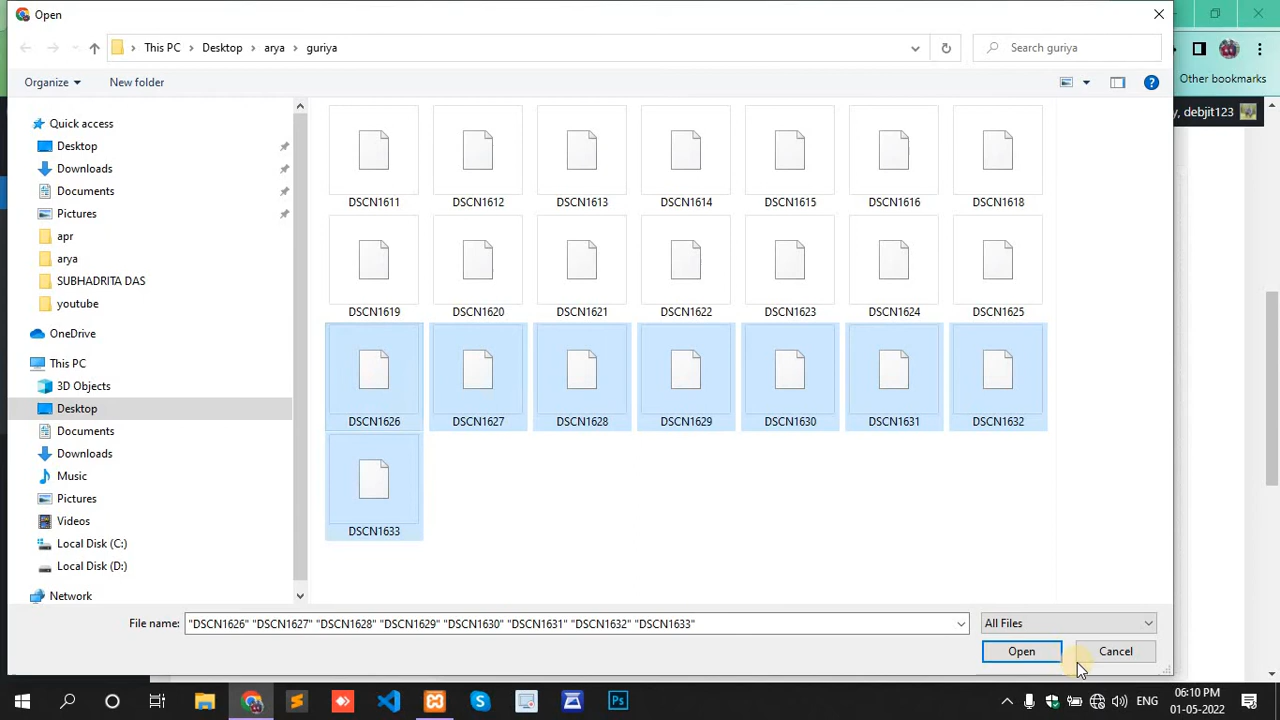 Open
This PC
Desktop
arya
guriya
Search guriya
Other bookmarks
Organize
New folder
y, debjit123
Quick access
Desktop
Downloads
Documents
Pictures
apr
arya
SUBHADRITA DAS
youtube
OneDrive
This PC
3D Objects
Desktop
Documents
Downloads
Music
Pictures
Videos
Local Disk (C:)
Local Disk (D:)
Network
DSCN1611 DSCN1612 DSCN1613 DSCN1614 DSCN1615 DSCN1616 DSCN1618
DSCN1619 DSCN1620 DSCN1621 DSCN1622 DSCN1623 DSCN1624 DSCN1625
DSCN1626 DSCN1627 DSCN1628 DSCN1629 DSCN1630 DSCN1631 DSCN1632
DSCN1633
File name: "DSCN1626" "DSCN1627" "DSCN1628" "DSCN1629" "DSCN1630" "DSCN1631" "DSCN1632" "DSCN1633"
All Files
Open Cancel
Ps
ENG
06:10 PM
01-05-2022